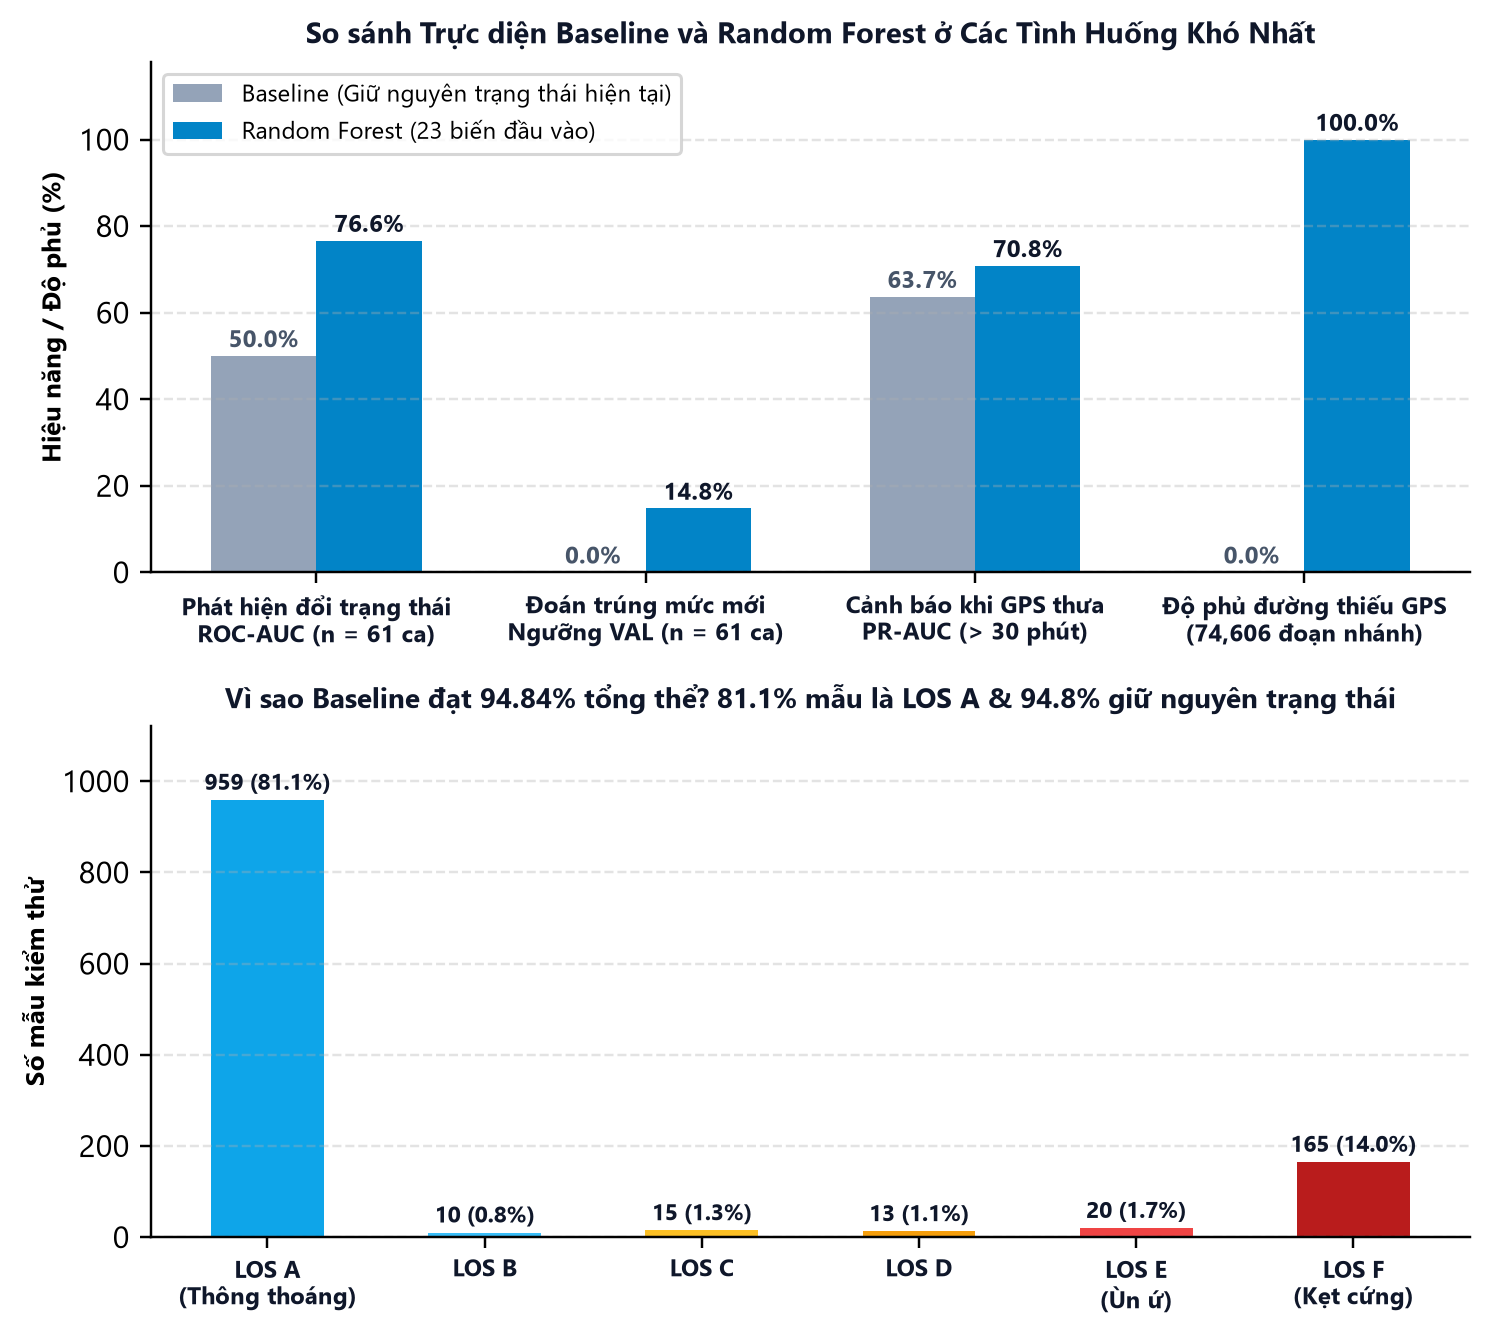 So sánh Trực diện Baseline và Random Forest ở Các Tình Huống Khó Nhất
Baseline (Giữ nguyên trạng thái hiện tại)
Random Forest (23 biến đầu vào)
Hiệu năng / Độ phủ (%)
100
80
60
40
20
0
50.0%
76.6%
0.0%
14.8%
63.7%
70.8%
0.0%
100.0%
Phát hiện đổi trạng thái
ROC-AUC (n = 61 ca)
Đoán trúng mức mới
Ngưỡng VAL (n = 61 ca)
Cảnh báo khi GPS thưa
PR-AUC (> 30 phút)
Độ phủ đường thiếu GPS
(74,606 đoạn nhánh)
Vì sao Baseline đạt 94.84% tổng thể? 81.1% mẫu là LOS A & 94.8% giữ nguyên trạng thái
Số mẫu kiểm thử
1000
800
600
400
200
0
959 (81.1%)
10 (0.8%)
15 (1.3%)
13 (1.1%)
20 (1.7%)
165 (14.0%)
LOS A
(Thông thoáng)
LOS B
LOS C
LOS D
LOS E
(Ùn ứ)
LOS F
(Kẹt cứng)